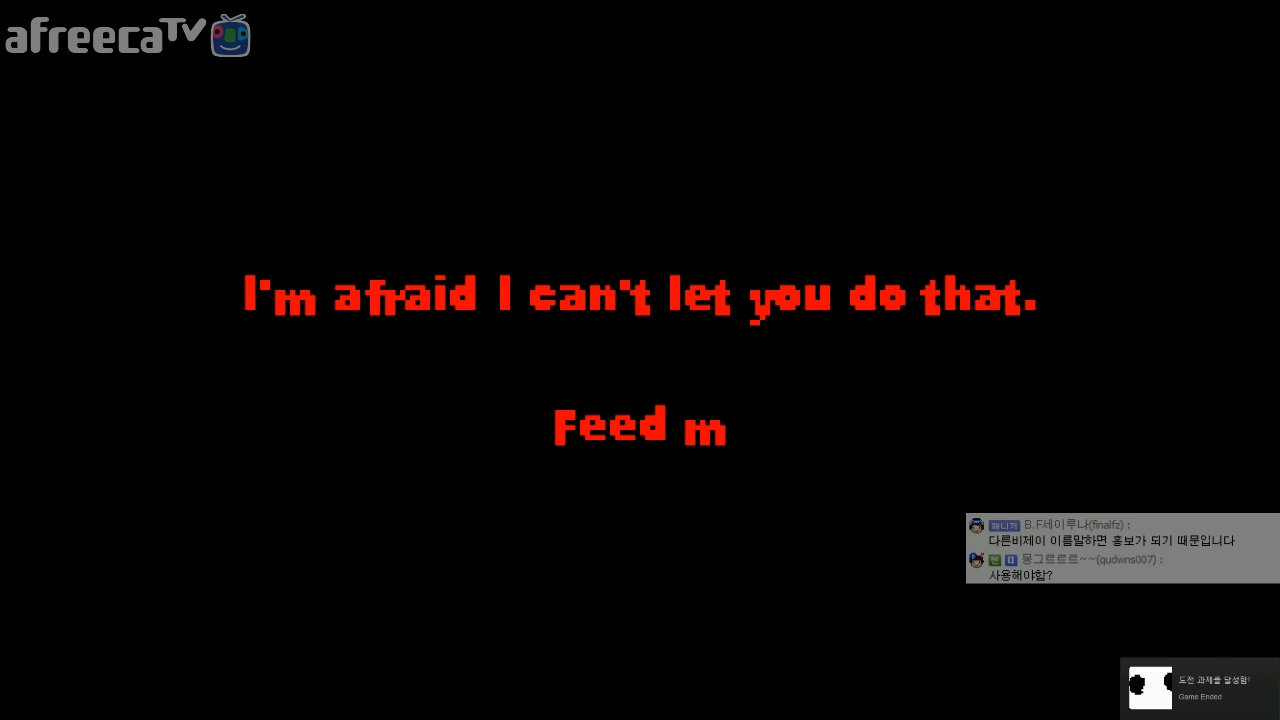 afreecaTV
I'm afraid I can't let you do that.
Feed m
매니저 B.F세이루나(finalfz) :
다른비제이 이름말하면 홍보가 되기 때문입니다
뭉그르르르~~(qudwns007) :
사용해야함?
도전 과제를 달성함!
Game Ended